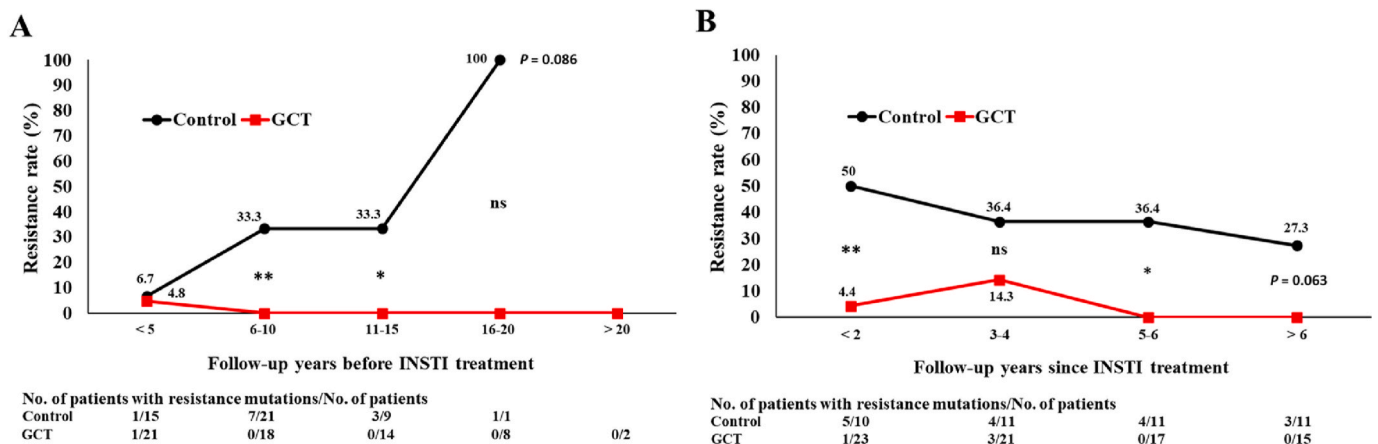 A
Resistance rate (%)
100
90
80
70
60
50
40
30
20
10
0
Control GCT
100 P = 0.086
33.3 33.3
ns
** *
6.7
4.8
< 5 6-10 11-15 16-20 > 20
Follow-up years before INSTI treatment
No. of patients with resistance mutations/No. of patients
Control 1/15 7/21 3/9 1/1
GCT 1/21 0/18 0/14 0/8 0/2
B
Resistance rate (%)
100
90
80
70
60
50
40
30
20
10
0
Control GCT
50
36.4 36.4
27.3
** ns *
P = 0.063
4.4
14.3
< 2 3-4 5-6 > 6
Follow-up years since INSTI treatment
No. of patients with resistance mutations/No. of patients
Control 5/10 4/11 4/11 3/11
GCT 1/23 3/21 0/17 0/15